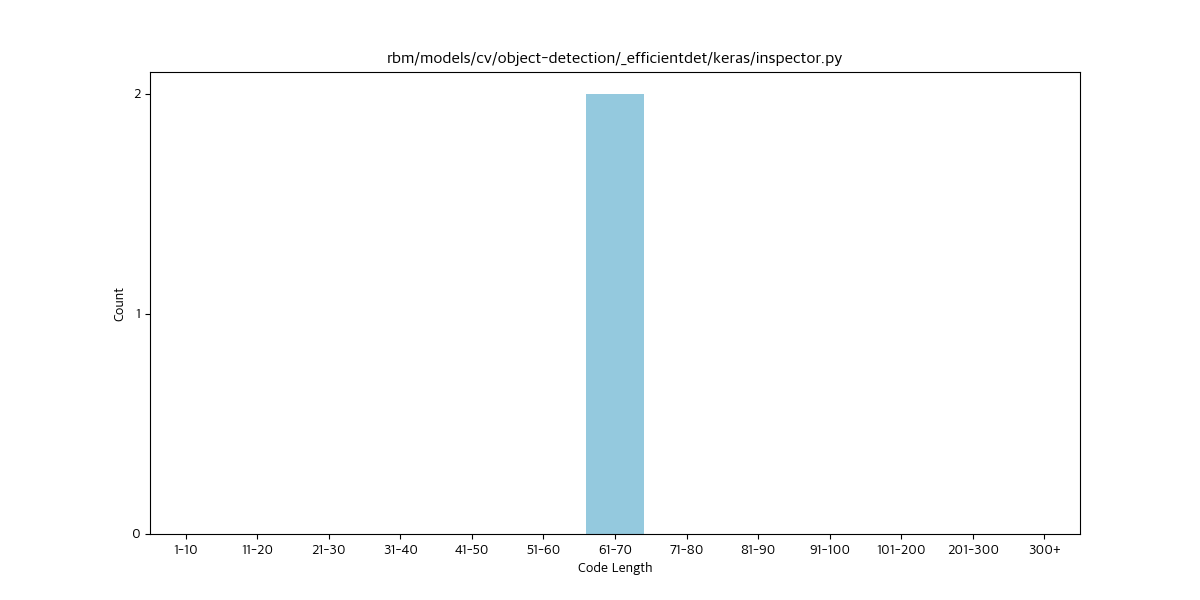 rbm/models/cv/object-detection/_efficientdet/keras/inspector.py
2
1
0
Count
1-10 11-20 21-30 31-40 41-50 51-60 61-70 71-80 81-90 91-100 101-200 201-300 300+
Code Length